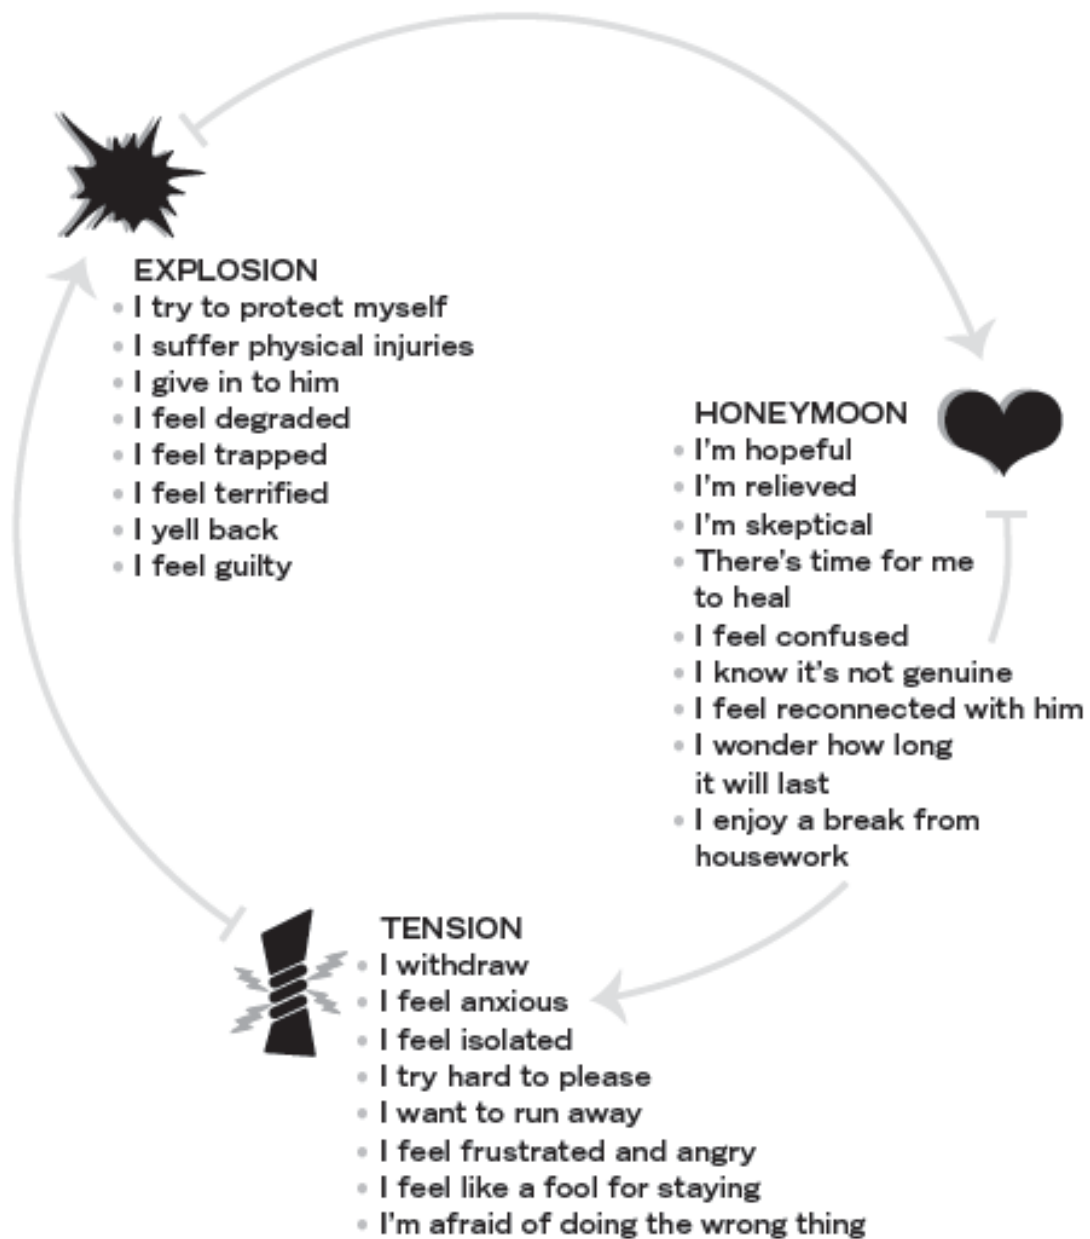 EXPLOSION
• I try to protect myself
• I suffer physical injuries
• I give in to him
• I feel degraded
• I feel trapped
• I feel terrified
• I yell back
• I feel guilty
HONEYMOON
• I'm hopeful
• I'm relieved
• I'm skeptical
• There's time for me
to heal
• I feel confused
• I know it's not genuine
• I feel reconnected with him
• I wonder how long
it will last
• I enjoy a break from
housework
TENSION
• I withdraw
• I feel anxious
• I feel isolated
• I try hard to please
• I want to run away
• I feel frustrated and angry
• I feel like a fool for staying
• I'm afraid of doing the wrong thing